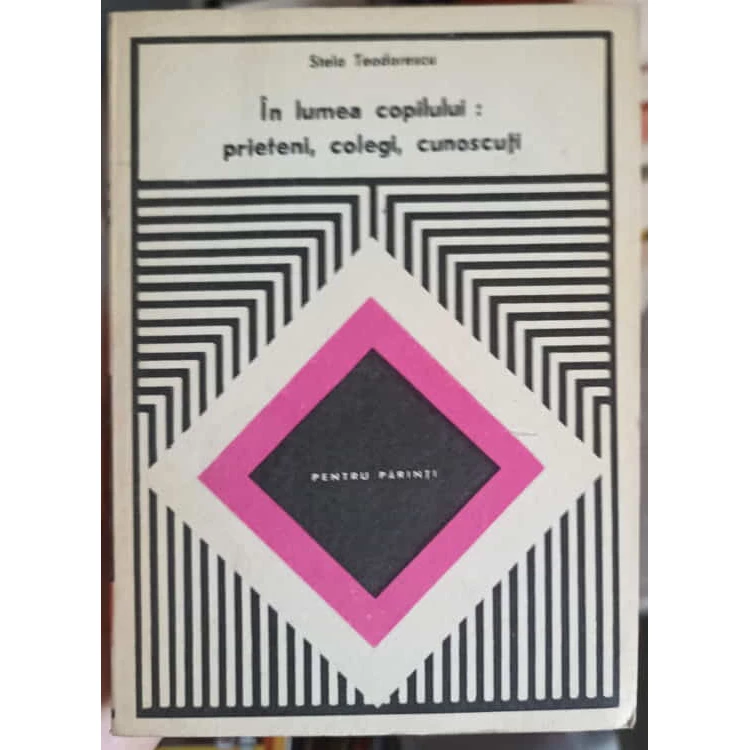 Stela Teodorescu
În lumea copilului :
prieteni, colegi, cunoscuți
PENTRU PĂRINȚI